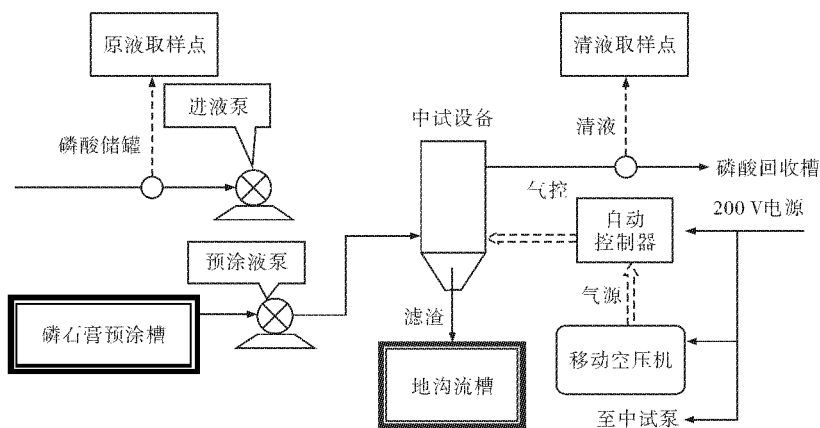 原液取样点
清液取样点
进液泵
中试设备
磷酸储罐
清液
磷酸回收槽
气控
200 V电源
自动
控制器
预涂液泵
气源
磷石膏预涂槽
滤渣
移动空压机
地沟流槽
至中试泵